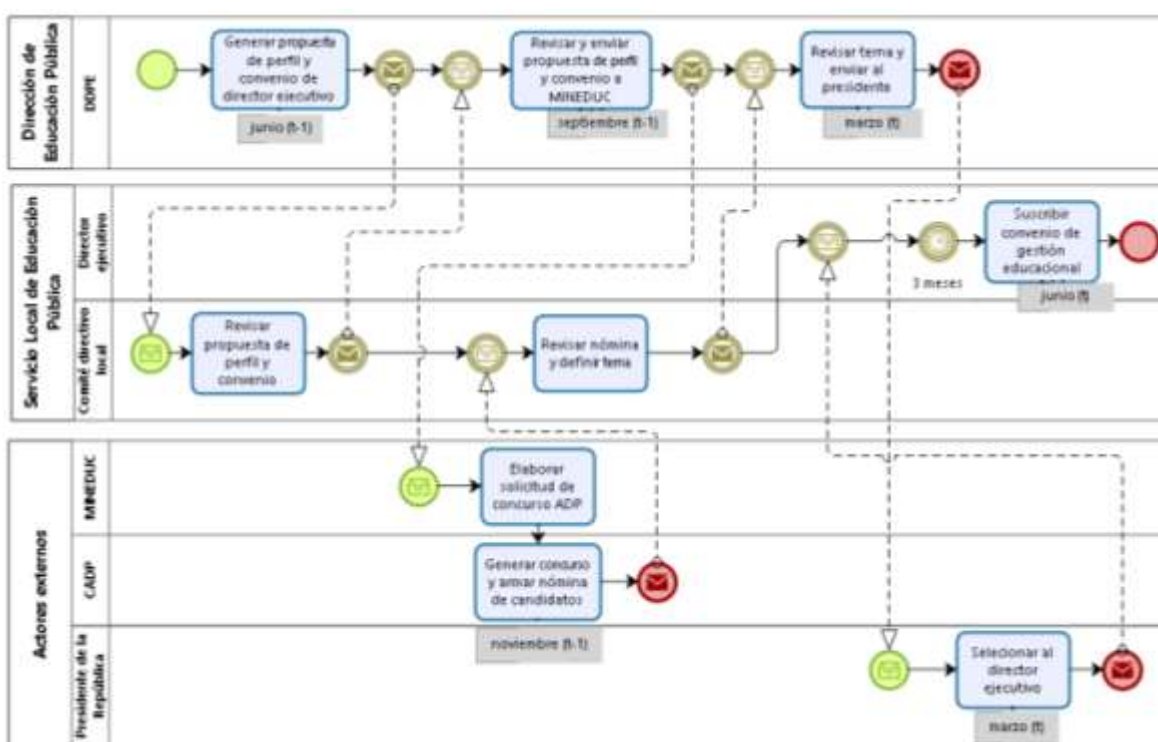 Dirección de
Educación Pública
DDPE
Generar propuesta
de perfil y
convenio de
director ejecutivo
junio (t-1)
Revisar y enviar
propuesta de perfil
y convenio a
MINEDUC
septiembre (t-1)
Revisar terna y
enviar al
presidente
marzo (t)
Servicio Local de Educación
Pública
Director
ejecutivo
3 meses
Suscribir
convenio de
gestión
educacional
junio (t)
Comité directivo
local
Revisar
propuesta de
perfil y
convenio
Revisar nómina
y definir terna
Actores externos
MINEDUC
Elaborar
solicitud de
concurso ADP
CADP
Generar concurso
y armar nómina
de candidatos
noviembre (t-1)
Presidente de la
República
Selecionar al
director
ejecutivo
marzo (t)